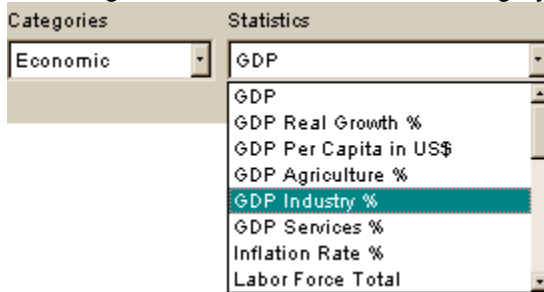 Categories Statistics
Economic GDP
GDP
GDP Real Growth %
GDP Per Capita in US$
GDP Agriculture %
GDP Industry %
GDP Services %
Inflation Rate %
Labor Force Total